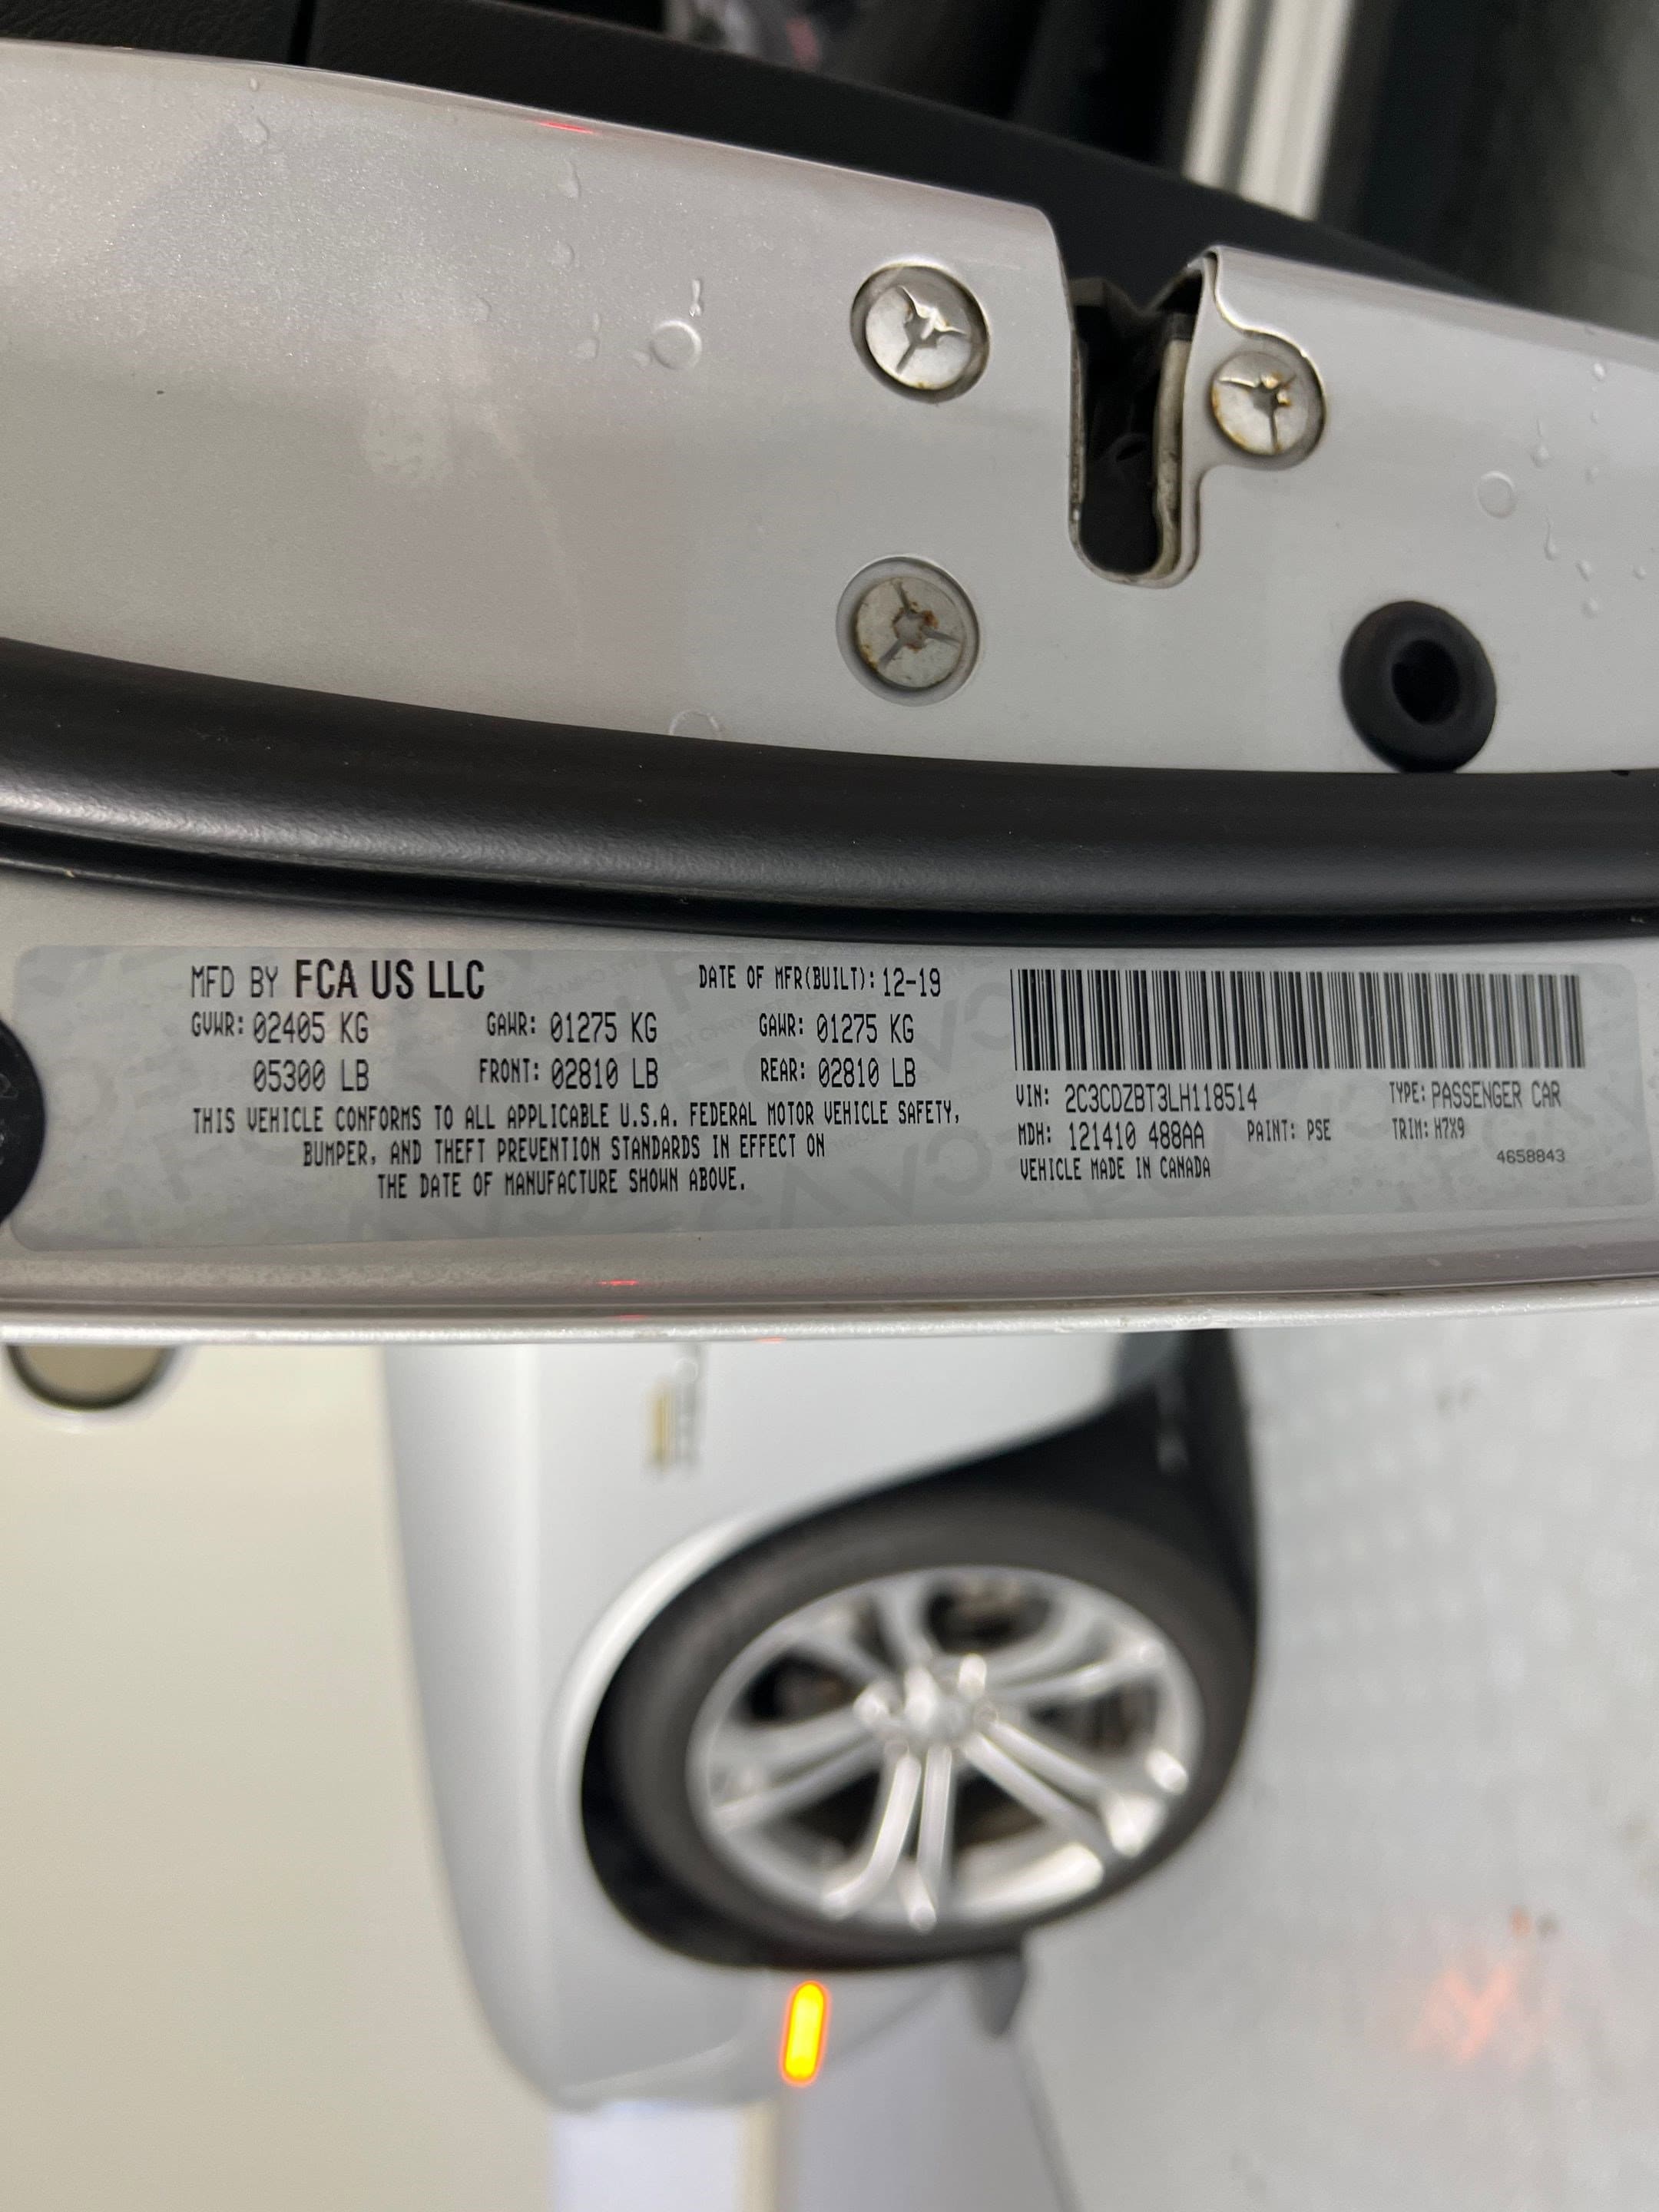 MFD BY FCA US LLC DATE OF MFR(BUILT): 12-19
GVWR: 02405 KG GAWR: 01275 KG GAWR: 01275 KG
05300 LB FRONT: 02810 LB REAR: 02810 LB
THIS VEHICLE CONFORMS TO ALL APPLICABLE U.S.A. FEDERAL MOTOR VEHICLE SAFETY,
BUMPER, AND THEFT PREVENTION STANDARDS IN EFFECT ON
THE DATE OF MANUFACTURE SHOWN ABOVE.
VIN: 2C3CDZBT3LH118514 TYPE: PASSENGER CAR
MDH: 121410 488AA PAINT: PSE TRIM: H7X9
VEHICLE MADE IN CANADA 4658843